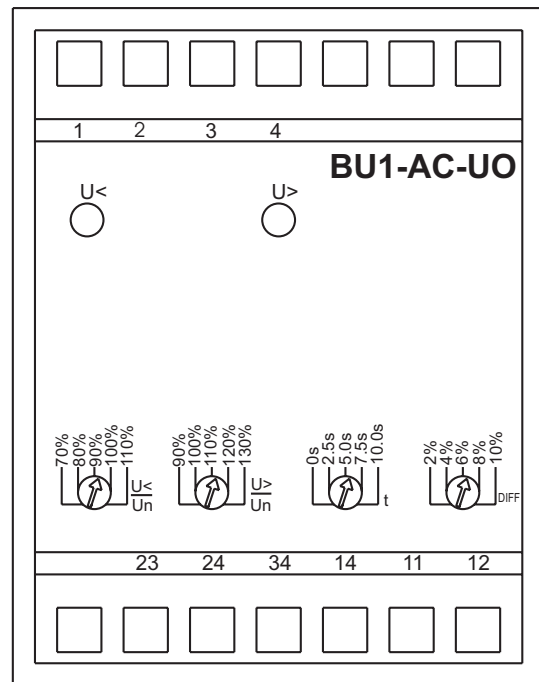 1 2 3 4
BU1-AC-UO
U< U>
70% 80% 90% 100% 110%
U<
Un
90% 100% 110% 120% 130%
U>
Un
0s 2.5s 5.0s 7.5s 10.0s
t
2% 4% 6% 8% 10%
DIFF
23 24 34 14 11 12